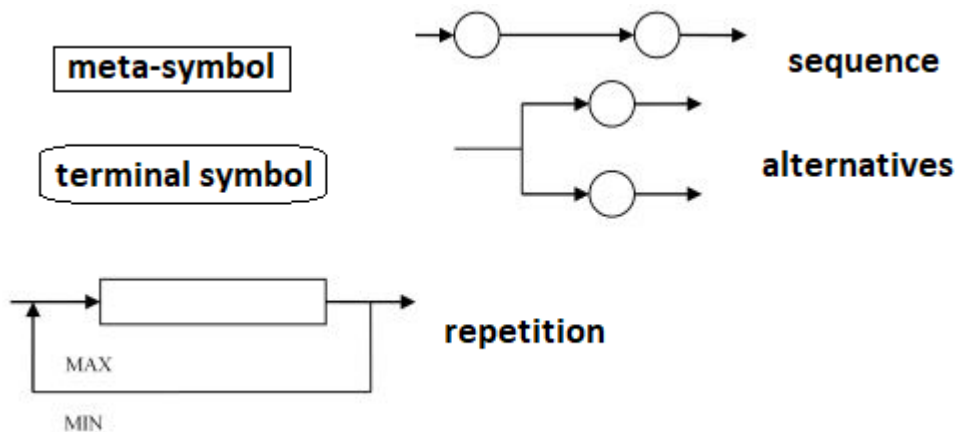 meta-symbol
sequence
terminal symbol
alternatives
repetition
MAX
MIN